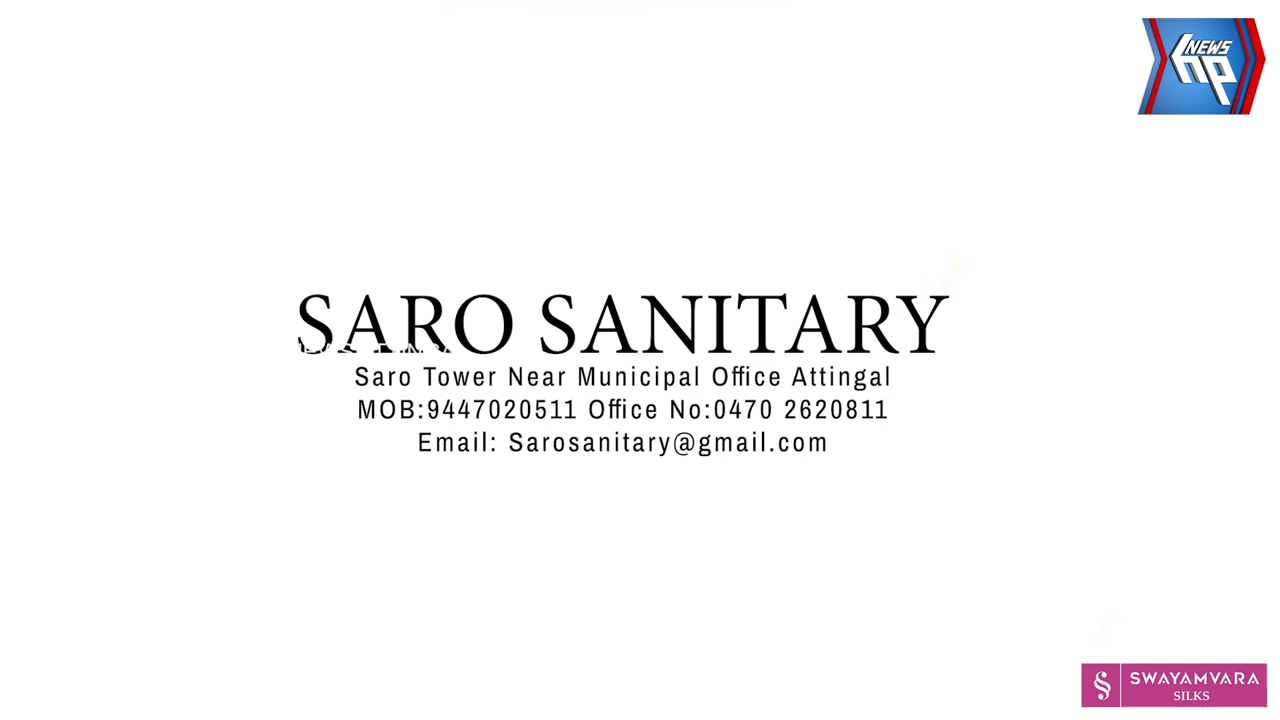 NEWS
np
SARO SANITARY
Saro Tower Near Municipal Office Attingal
MOB:9447020511 Office No:0470 2620811
Email: Sarosanitary@gmail.com
SWAYAMVARA
SILKS